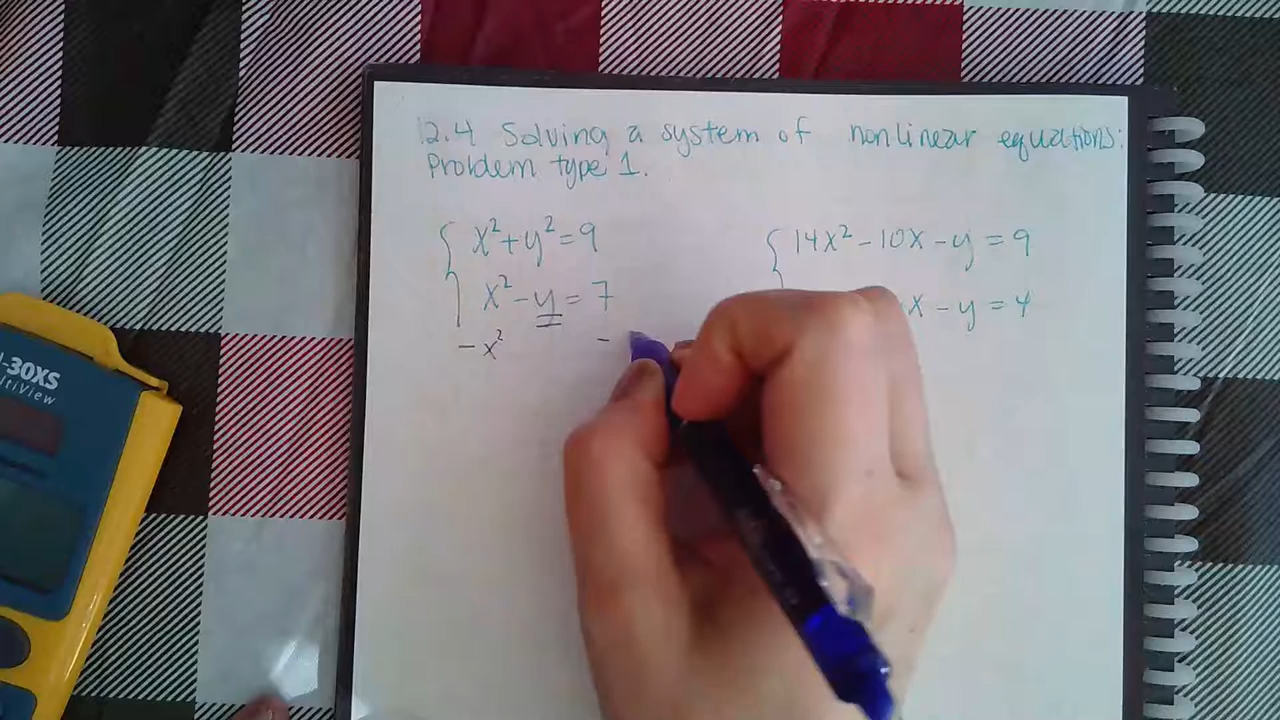 12.4 Solving a system of nonlinear equations:
Problem type 1.
x²+y²=9
x²-y=7
-x² -
14x²-10x-y=9
x-y=4
-30XS
ltiView